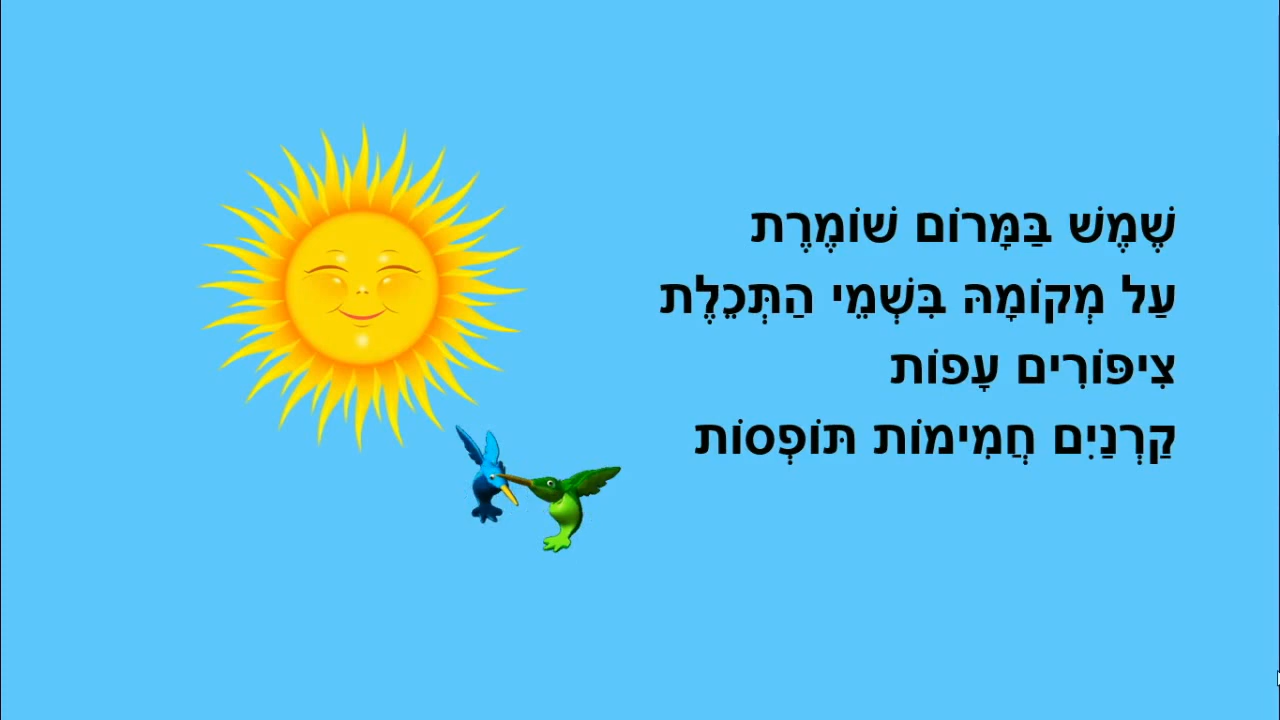 שֶׁמֶשׁ בַּמָּרוֹם שׁוֹמֶרֶת
עַל מְקוֹמָהּ בִּשְׁמֵי הַתְּכֵלֶת
צִיפּוֹרִים עָפוֹת
קַרְנַיִם חֲמִימוֹת תּוֹפְסוֹת